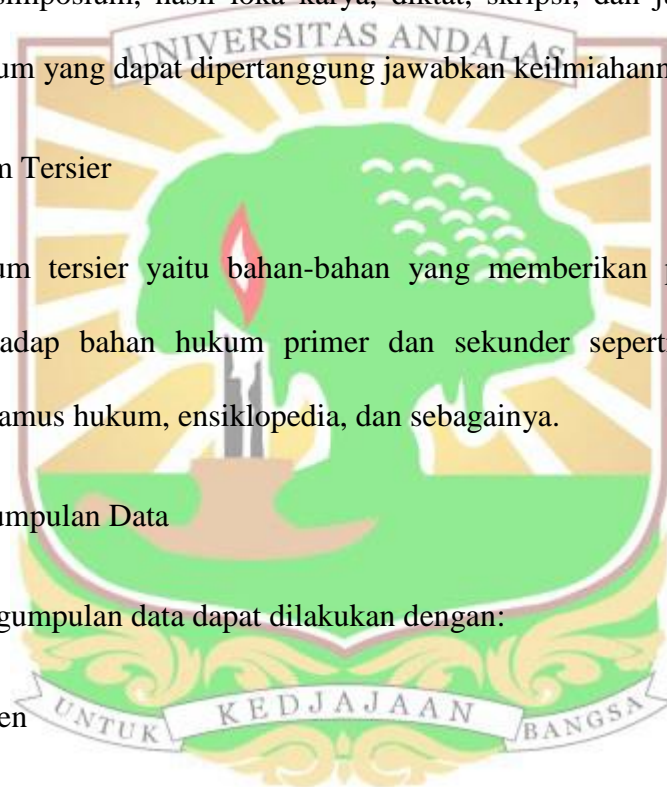 simposium, hasil loka karya, diktat, skripsi, dan j
UNIVERSITAS ANDALAS
um yang dapat dipertanggung jawabkan keilmiahann
m Tersier
um tersier yaitu bahan-bahan yang memberikan p
adap bahan hukum primer dan sekunder sepert
amus hukum, ensiklopedia, dan sebagainya.
umpulan Data
gumpulan data dapat dilakukan dengan:
en
UNTUK KEDJAJAAN BANGSA